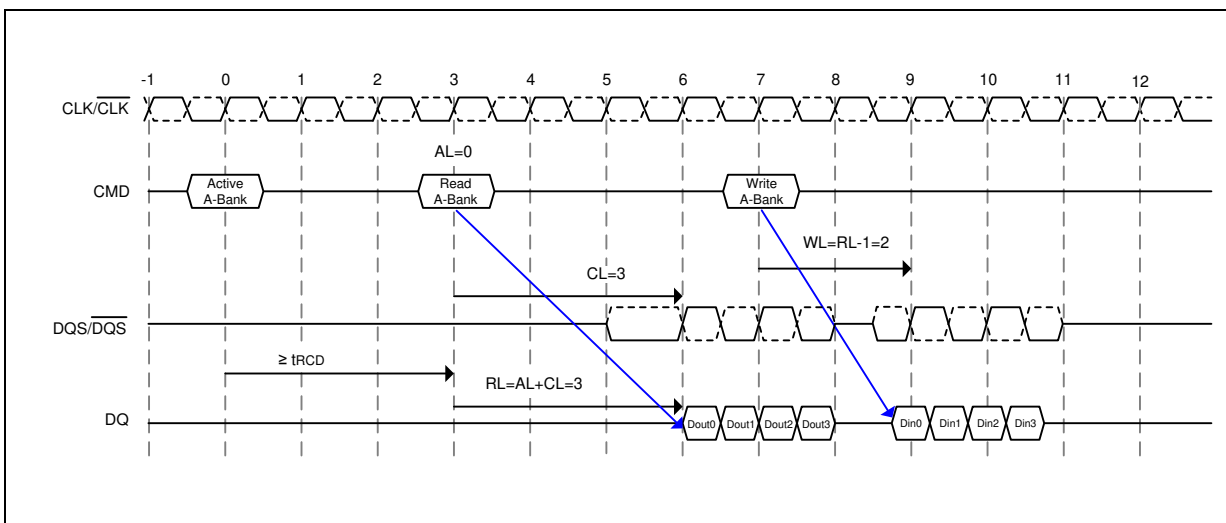 -1 0 1 2 3 4 5 6 7 8 9 10 11 12
CLK/C̅L̅K̅
AL=0
CMD
Active
A-Bank
Read
A-Bank
Write
A-Bank
WL=RL-1=2
CL=3
DQS/D̅Q̅S̅
≥ tRCD
RL=AL+CL=3
DQ
Dout0 Dout1 Dout2 Dout3 Din0 Din1 Din2 Din3